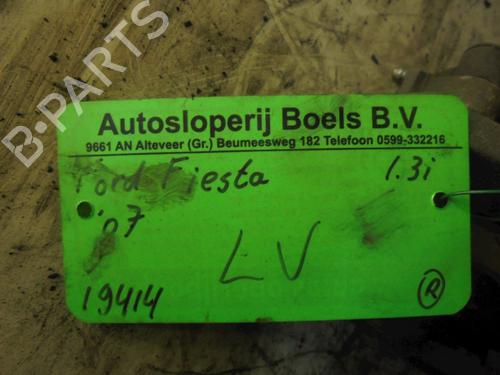 B-PARTS
Autosloperij Boels B.V.
9661 AN Alteveer (Gr.) Beumeesweg 182 Telefoon 0599-332216
Ford Fiesta 1.3i
'07
LV
19414
R